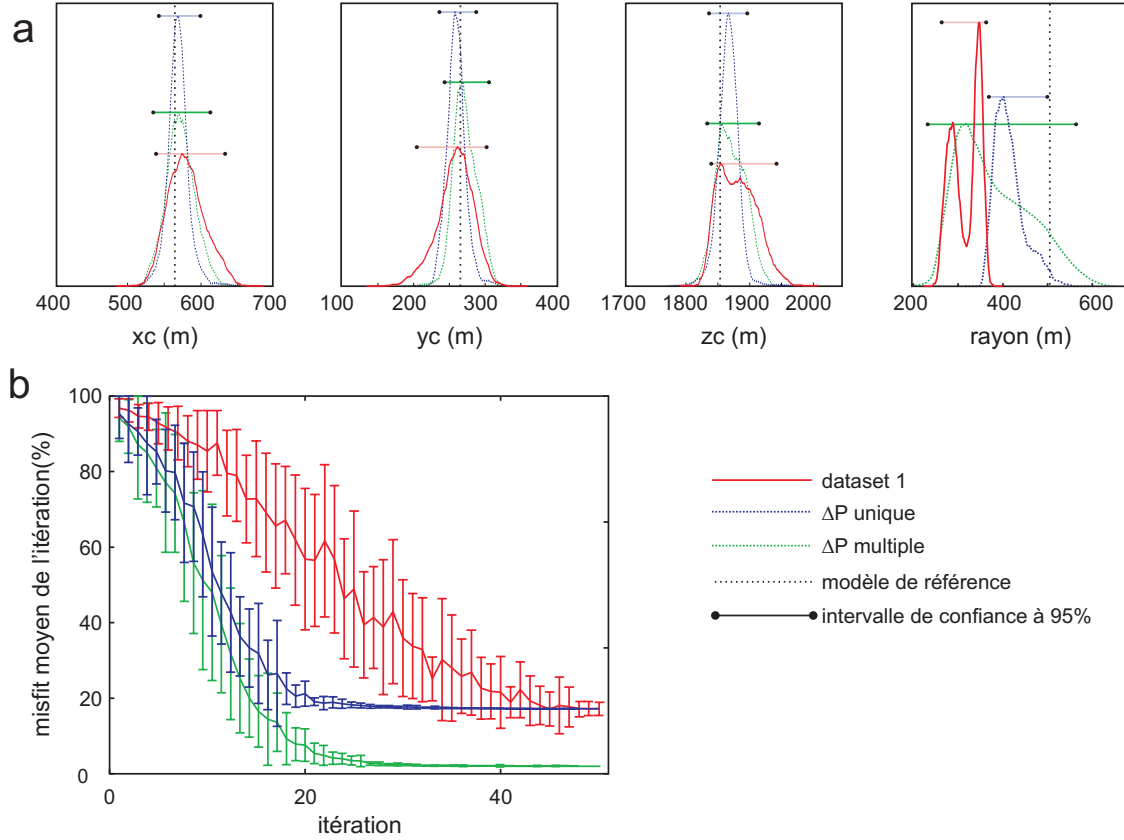 a
400 500 600 700
xc (m)
100 200 300 400
yc (m)
1700 1800 1900 2000
zc (m)
200 400 600
rayon (m)
b
misfit moyen de l'itération(%)
100
80
60
40
20
0
0 20 40
itération
dataset 1
ΔP unique
ΔP multiple
modèle de référence
intervalle de confiance à 95%